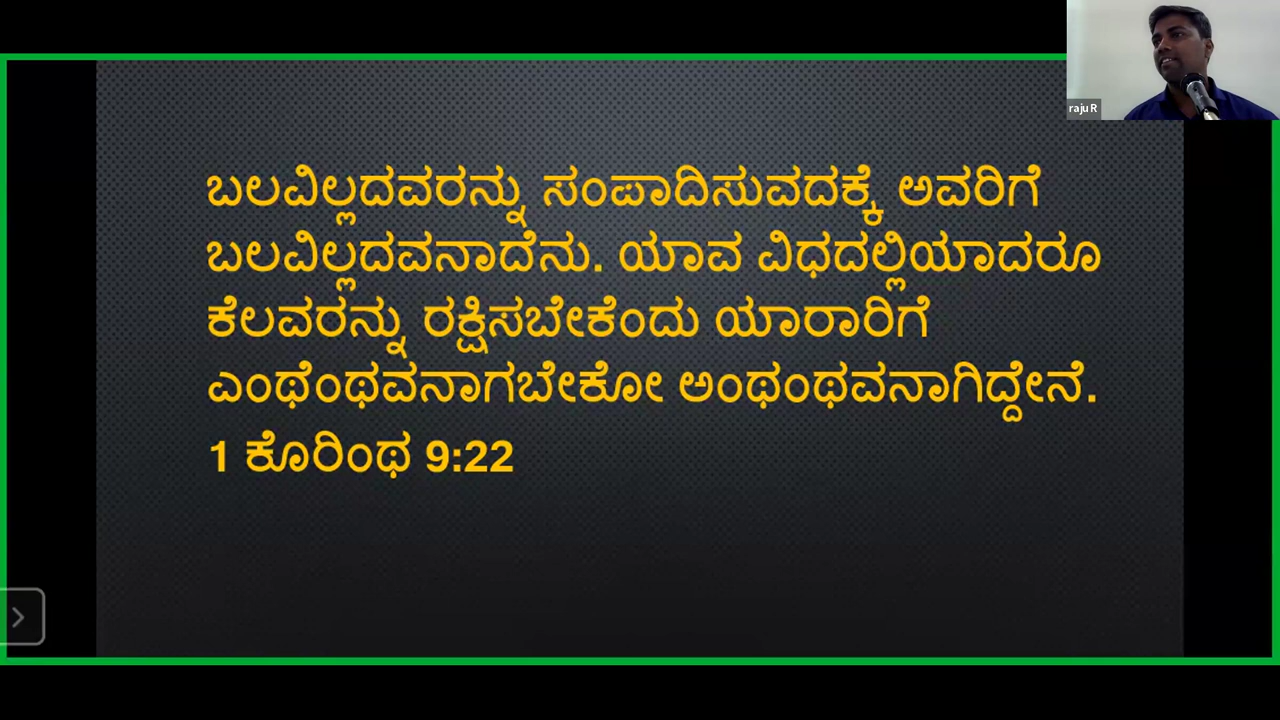 raju R
ಬಲವಿಲ್ಲದವರನ್ನು ಸಂಪಾದಿಸುವದಕ್ಕೆ ಅವರಿಗೆ
ಬಲವಿಲ್ಲದವನಾದೆನು. ಯಾವ ವಿಧದಲ್ಲಿಯಾದರೂ
ಕೆಲವರನ್ನು ರಕ್ಷಿಸಬೇಕೆಂದು ಯಾರಾರಿಗೆ
ಎಂಥೆಂಥವನಾಗಬೇಕೋ ಅಂಥಂಥವನಾಗಿದ್ದೇನೆ.
1 ಕೊರಿಂಥ 9:22